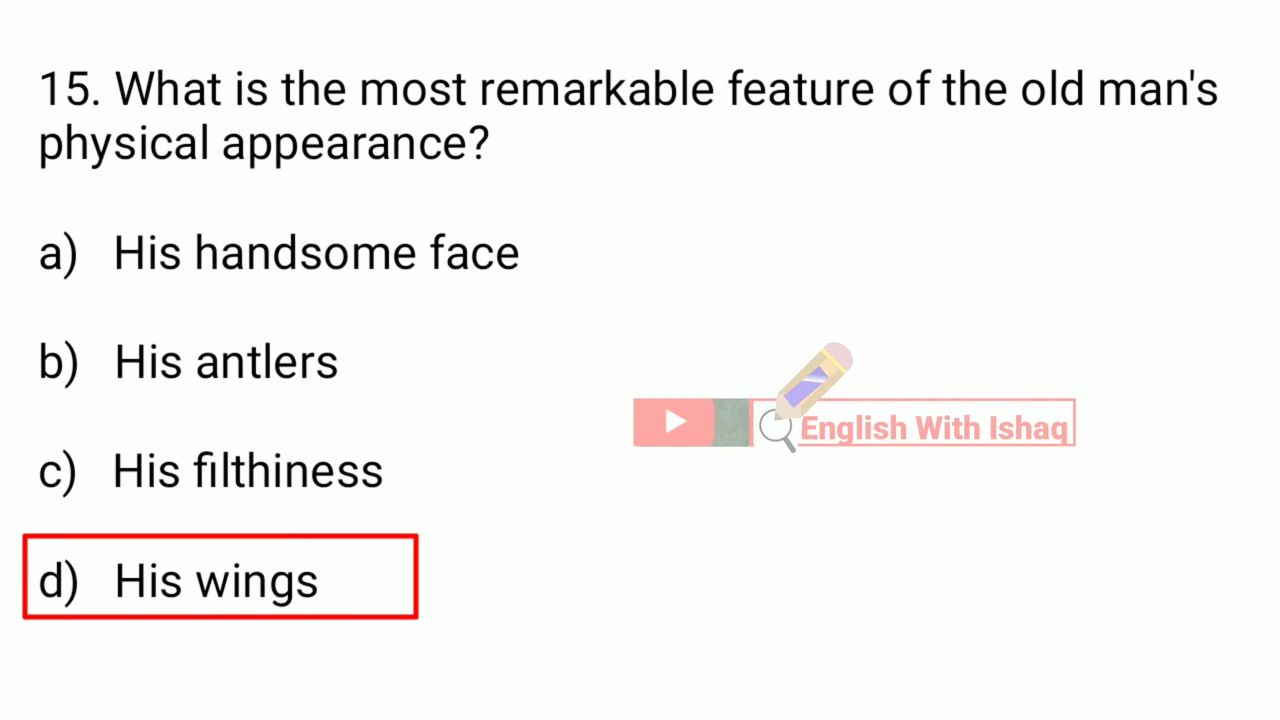 15. What is the most remarkable feature of the old man's
physical appearance?
a) His handsome face
b) His antlers
English With Ishaq
c) His filthiness
d) His wings